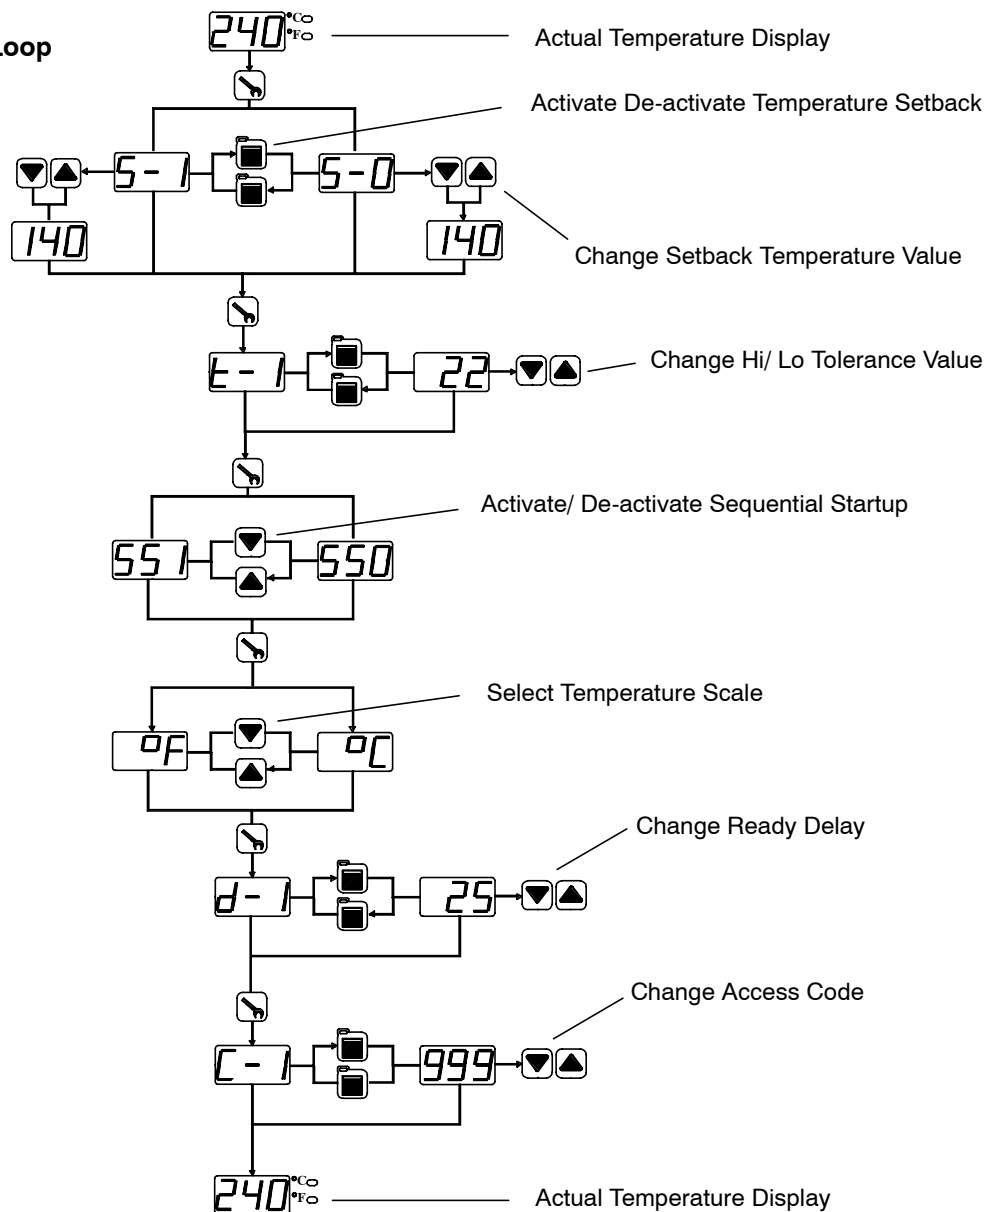 240 °C
°F
Actual Temperature Display
Loop
Activate De-activate Temperature Setback
S-1
S-0
140
140
Change Setback Temperature Value
t-1
22
Change Hi/ Lo Tolerance Value
Activate/ De-activate Sequential Startup
SS1
SS0
Select Temperature Scale
°F
°C
Change Ready Delay
d-1
25
Change Access Code
C-1
999
240 °C
°F
Actual Temperature Display